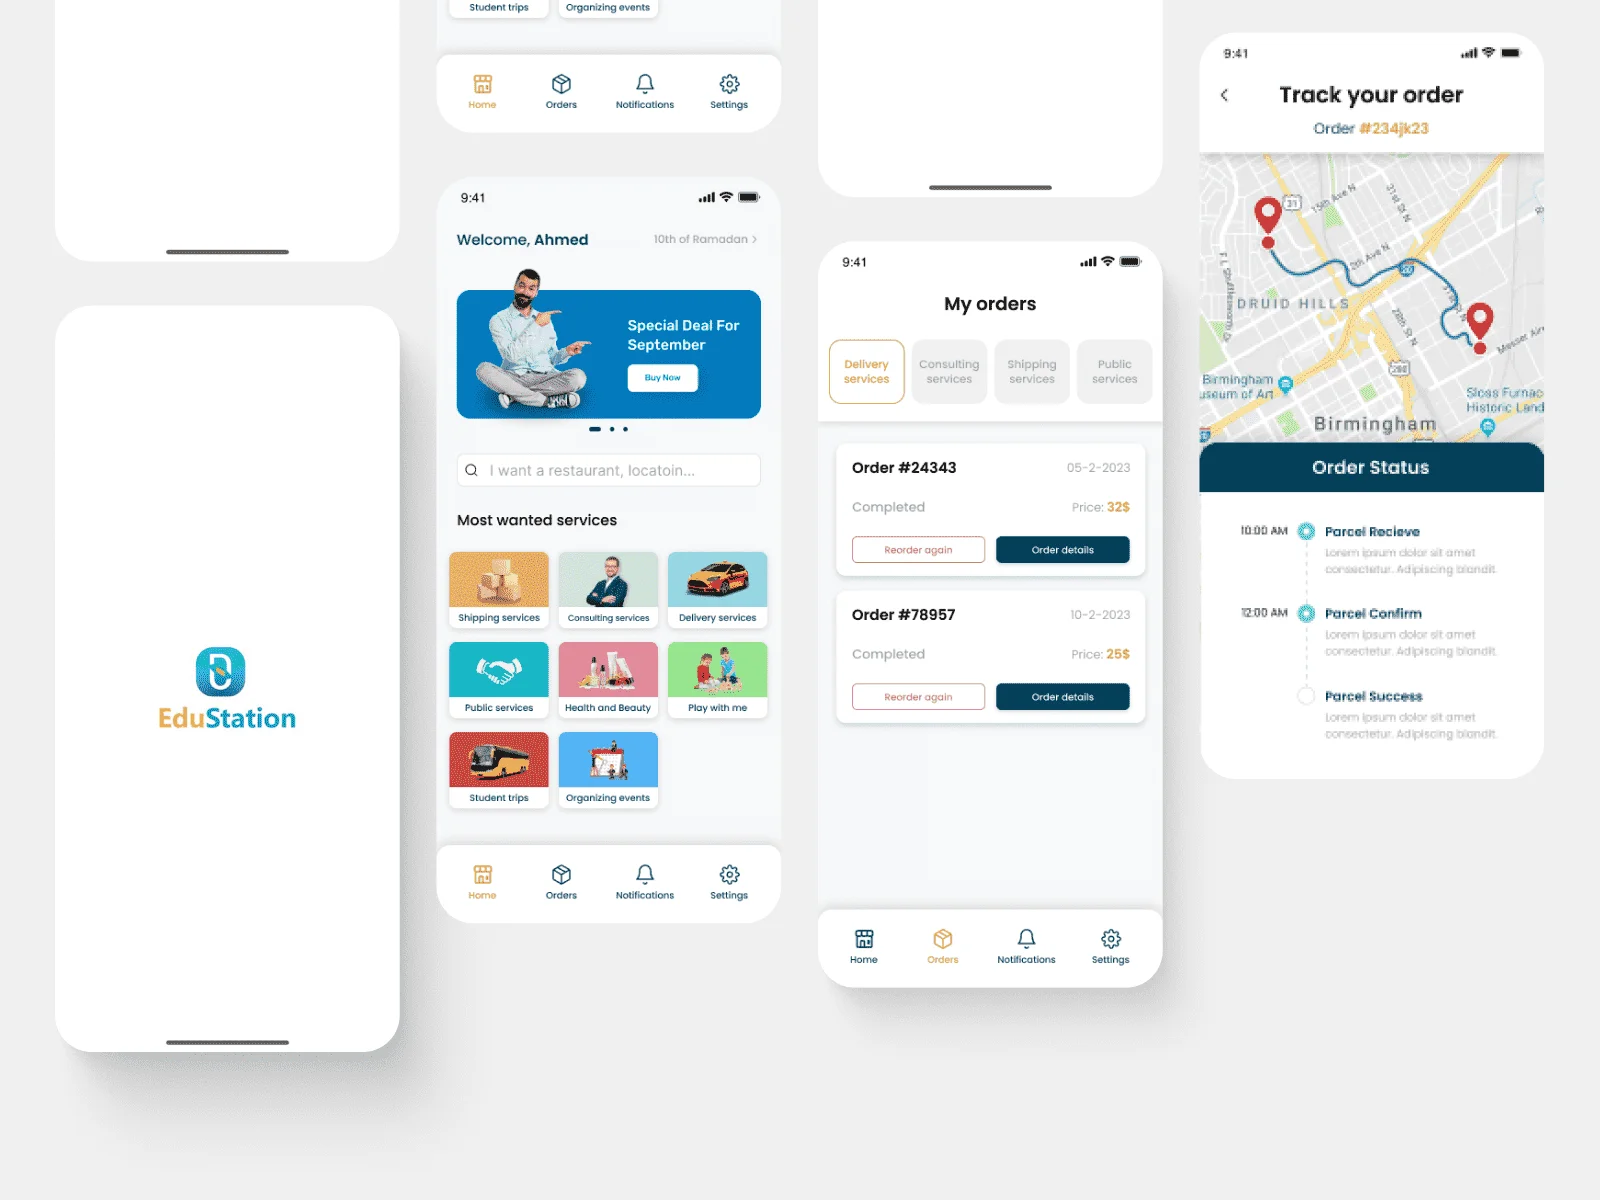 EduStation
Student trips
Organizing events
Home
Orders
Notifications
Settings
9:41
Welcome, Ahmed
10th of Ramadan >
Special Deal For
September
Buy Now
I want a restaurant, locatoin...
Most wanted services
Shipping services
Consulting services
Delivery services
Public services
Health and Beauty
Play with me
Student trips
Organizing events
Home
Orders
Notifications
Settings
9:41
My orders
Delivery
services
Consulting
services
Shipping
services
Public
services
Order #24343
05-2-2023
Completed
Price: 32$
Reorder again
Order details
Order #78957
10-2-2023
Completed
Price: 25$
Reorder again
Order details
Home
Orders
Notifications
Settings
9:41
Track your order
Order #234jk23
31
15th Ave N
31st St N
DRUID HILLS
Birmingham
useum of Art
280
Sloss Furnac
Historic Land
Birmingham
Order Status
10:00 AM
Parcel Recieve
Lorem ipsum dolor sit amet
consectetur. Adipiscing blandit.
12:00 AM
Parcel Confirm
Lorem ipsum dolor sit amet
consectetur. Adipiscing blandit.
Parcel Success
Lorem ipsum dolor sit amet
consectetur. Adipiscing blandit.